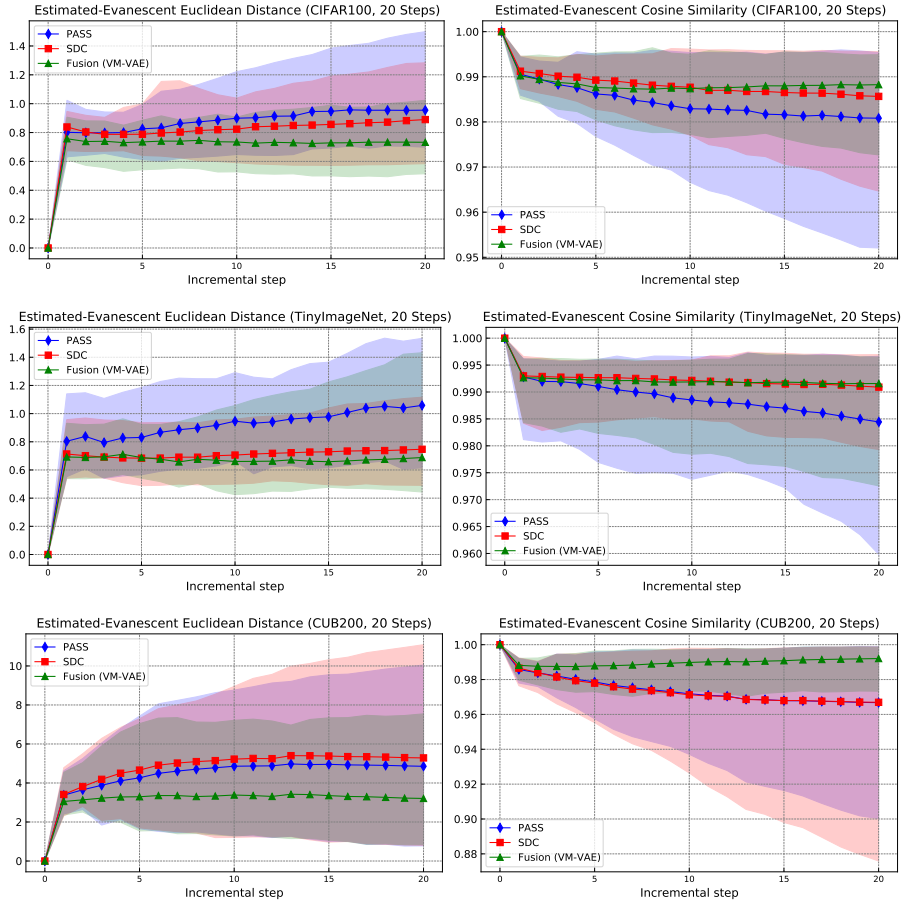 Estimated-Evanescent Euclidean Distance (CIFAR100, 20 Steps)
1.4
1.2
1.0
0.8
0.6
0.4
0.2
0.0
PASS
SDC
Fusion (VM-VAE)
0 5 10 15 20
Incremental step
Estimated-Evanescent Cosine Similarity (CIFAR100, 20 Steps)
1.00
0.99
0.98
0.97
0.96
0.95
PASS
SDC
Fusion (VM-VAE)
0 5 10 15 20
Incremental step
Estimated-Evanescent Euclidean Distance (TinyImageNet, 20 Steps)
1.6
1.4
1.2
1.0
0.8
0.6
0.4
0.2
0.0
PASS
SDC
Fusion (VM-VAE)
0 5 10 15 20
Incremental step
Estimated-Evanescent Cosine Similarity (TinyImageNet, 20 Steps)
1.000
0.995
0.990
0.985
0.980
0.975
0.970
0.965
0.960
PASS
SDC
Fusion (VM-VAE)
0 5 10 15 20
Incremental step
Estimated-Evanescent Euclidean Distance (CUB200, 20 Steps)
10
8
6
4
2
0
PASS
SDC
Fusion (VM-VAE)
0 5 10 15 20
Incremental step
Estimated-Evanescent Cosine Similarity (CUB200, 20 Steps)
1.00
0.98
0.96
0.94
0.92
0.90
0.88
PASS
SDC
Fusion (VM-VAE)
0 5 10 15 20
Incremental step